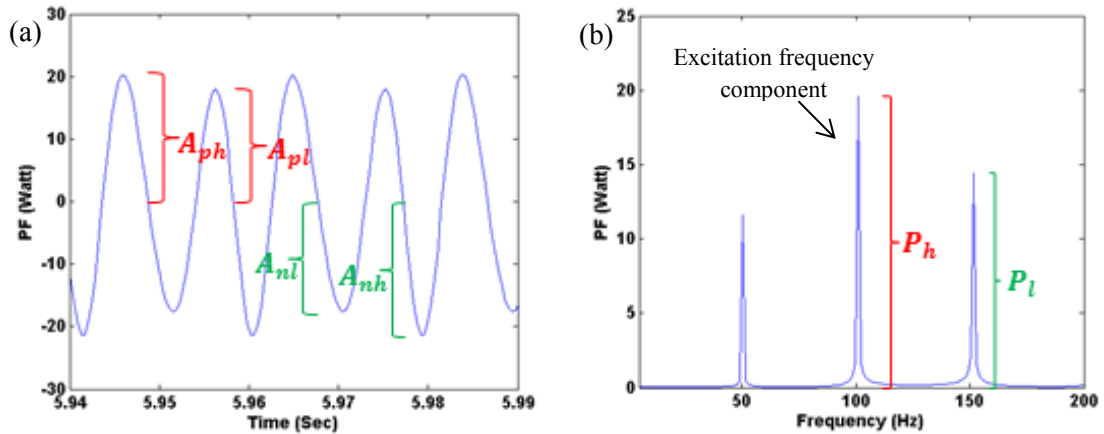 (a)
30
20
10
0
-10
-20
-30
PF (Watt)
5.94
5.95
5.96
5.97
5.98
5.99
Time (Sec)
A_ph
A_pl
A_nl
A_nh
(b)
25
20
15
10
5
0
PF (Watt)
50
100
150
200
Frequency (Hz)
Excitation frequency
component
P_h
P_l